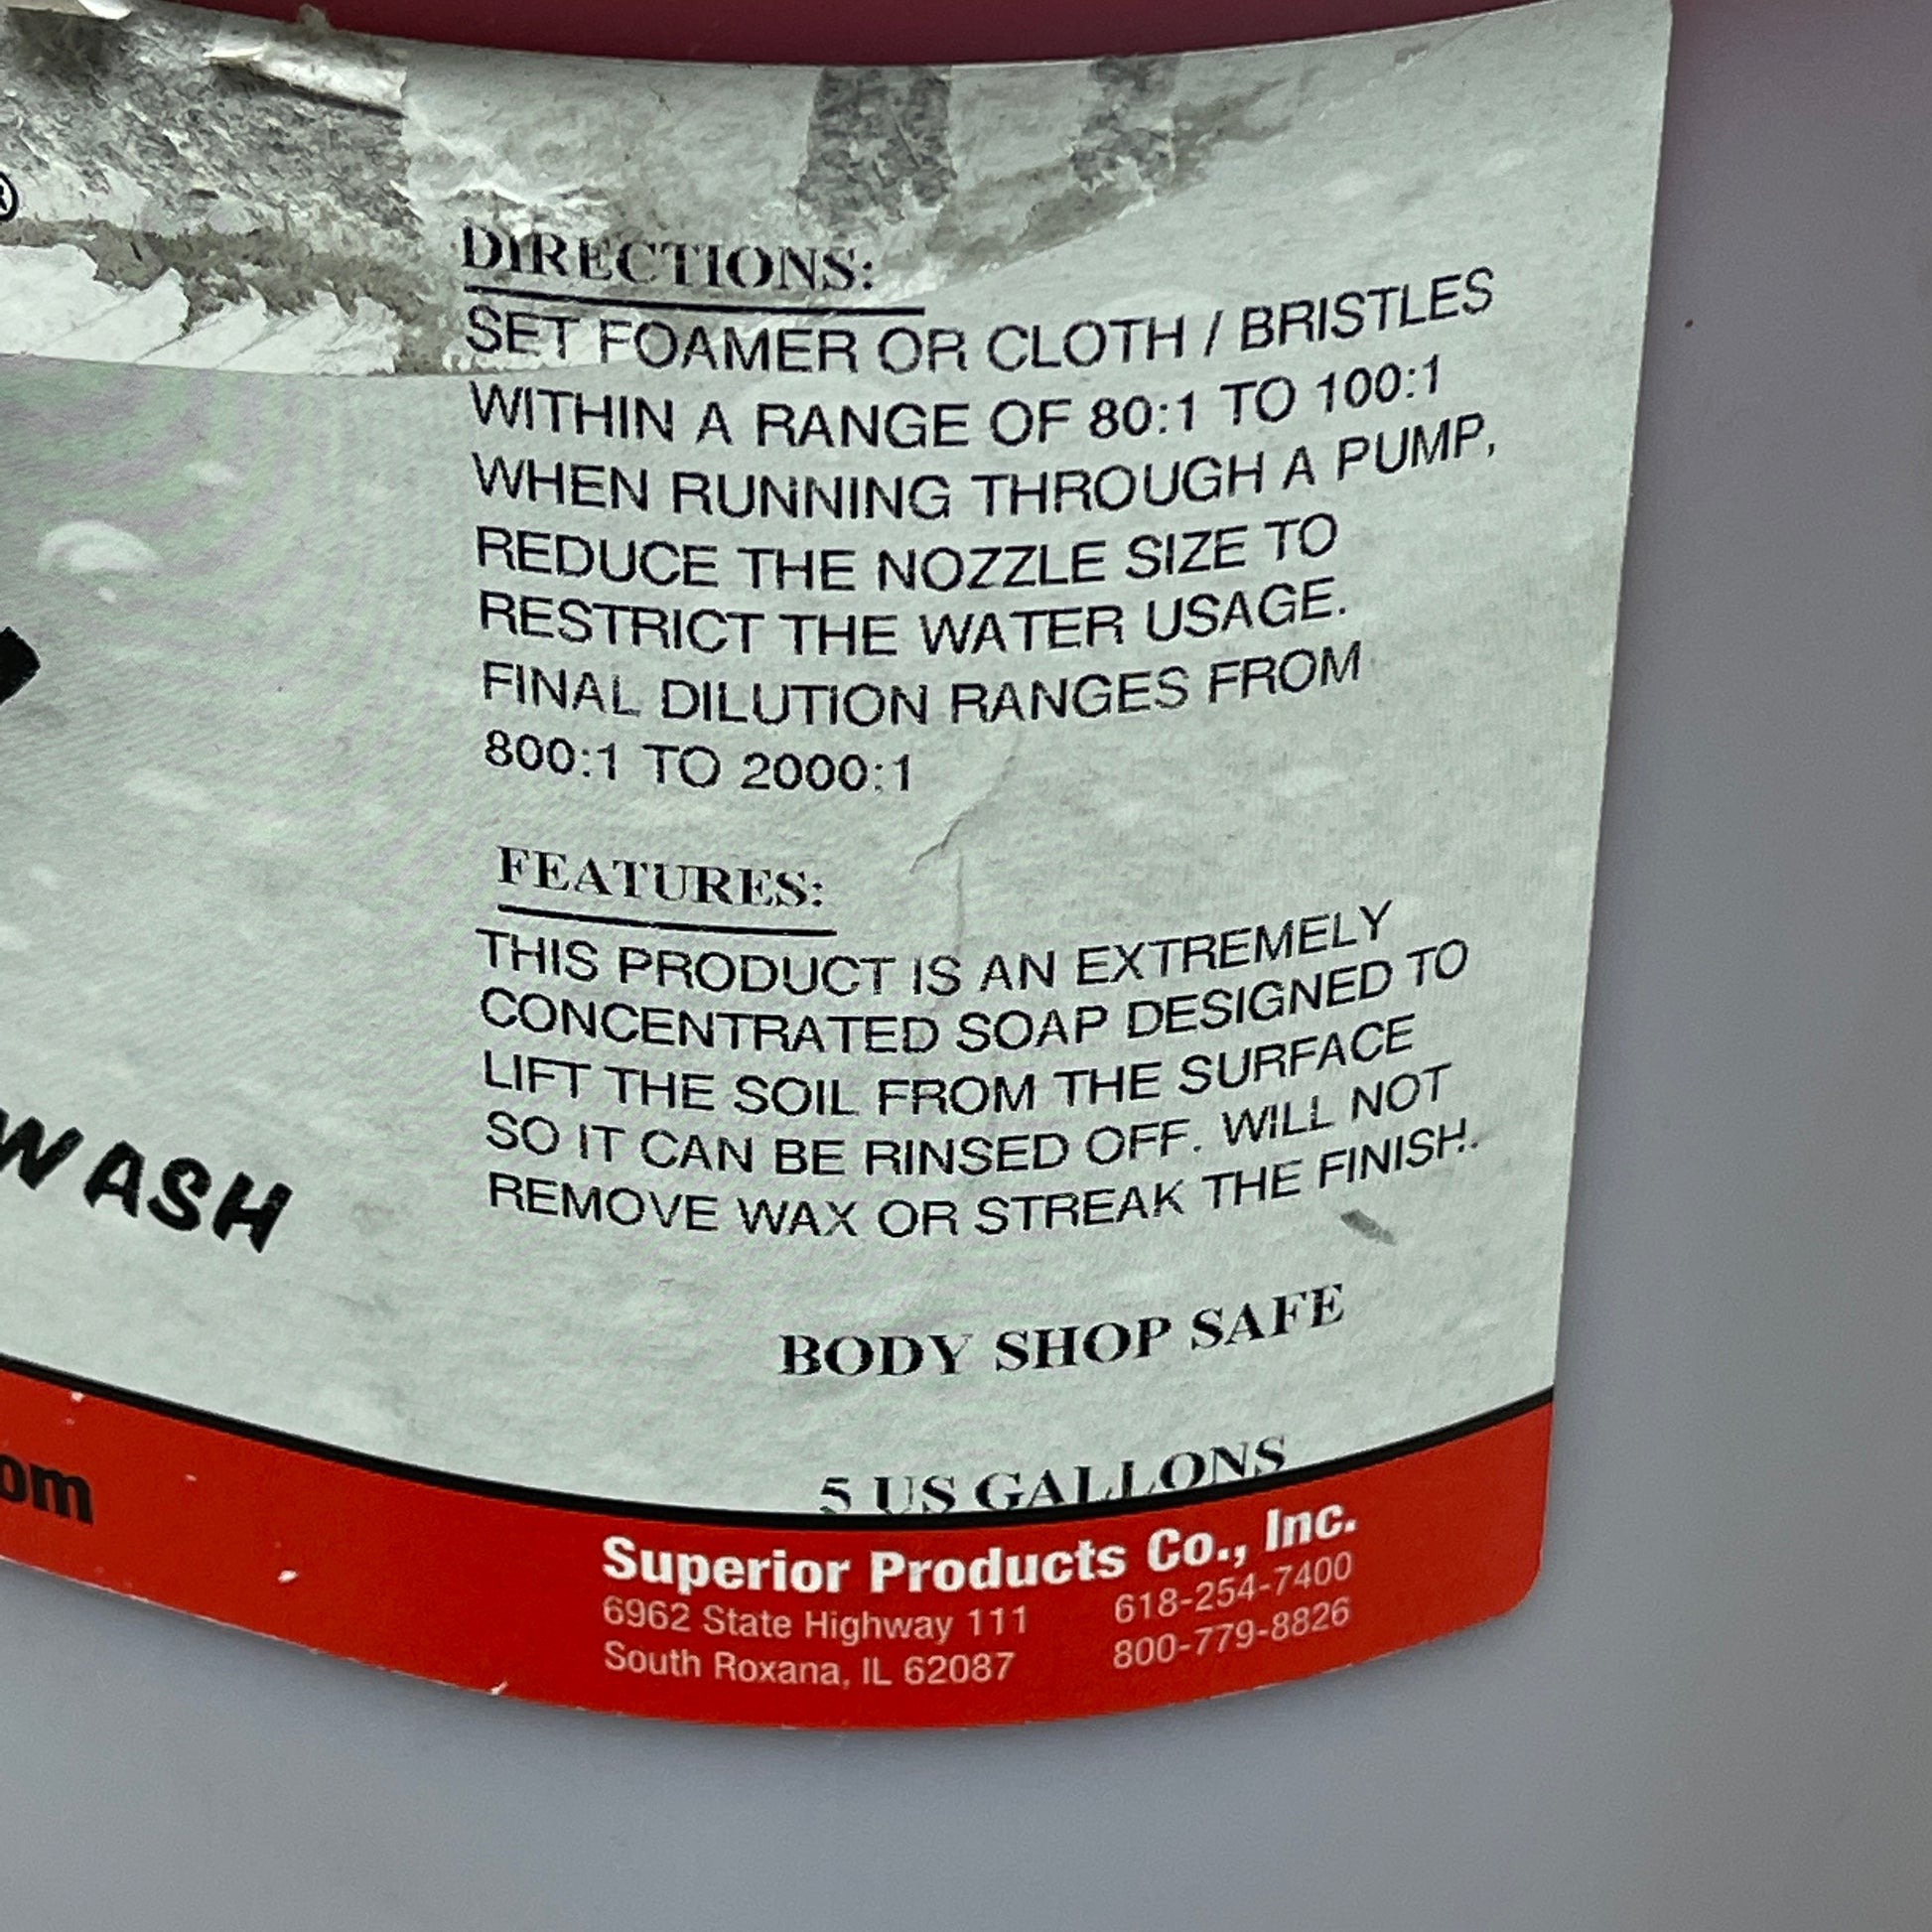 ®
DIRECTIONS:
SET FOAMER OR CLOTH / BRISTLES
WITHIN A RANGE OF 80:1 TO 100:1
WHEN RUNNING THROUGH A PUMP,
REDUCE THE NOZZLE SIZE TO
RESTRICT THE WATER USAGE.
FINAL DILUTION RANGES FROM
800:1 TO 2000:1
FEATURES:
THIS PRODUCT IS AN EXTREMELY
CONCENTRATED SOAP DESIGNED TO
LIFT THE SOIL FROM THE SURFACE
SO IT CAN BE RINSED OFF. WILL NOT
REMOVE WAX OR STREAK THE FINISH.
WASH
BODY SHOP SAFE
5 US GALLONS
om
Superior Products Co., Inc.
6962 State Highway 111 618-254-7400
South Roxana, IL 62087 800-779-8826